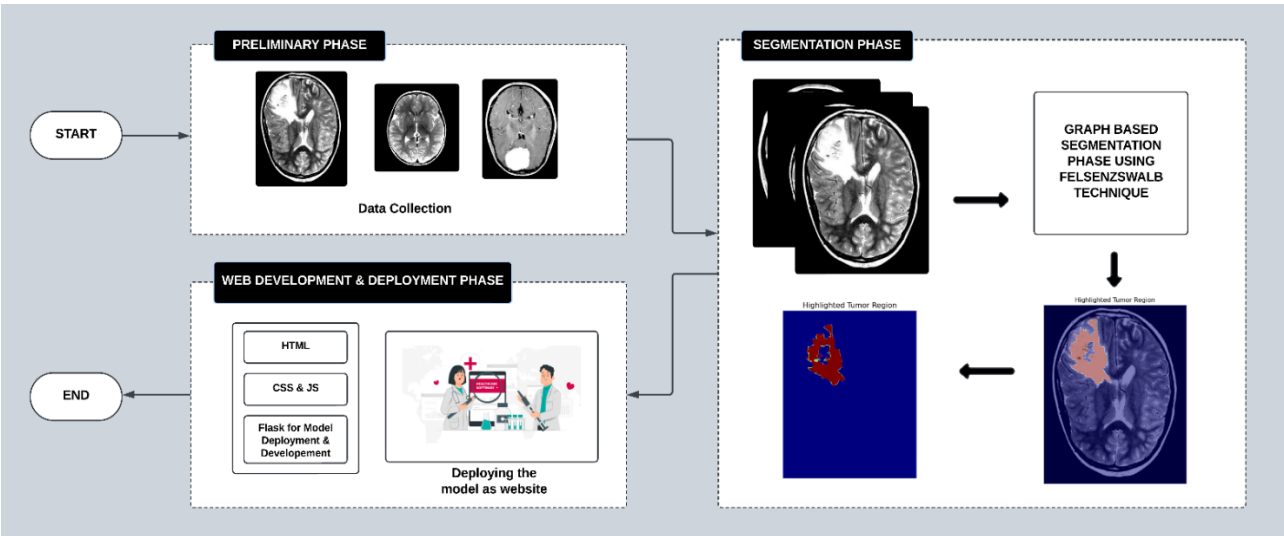 PRELIMINARY PHASE
START
Data Collection
SEGMENTATION PHASE
GRAPH BASED
SEGMENTATION
PHASE USING
FELSENZSWALB
TECHNIQUE
Highlighted Tumor Region
Highlighted Tumor Region
WEB DEVELOPMENT & DEPLOYMENT PHASE
HTML
CSS & JS
Flask for Model
Deployment &
Developement
HEALTHCARE
SOFTWARE
Deploying the
model as website
END